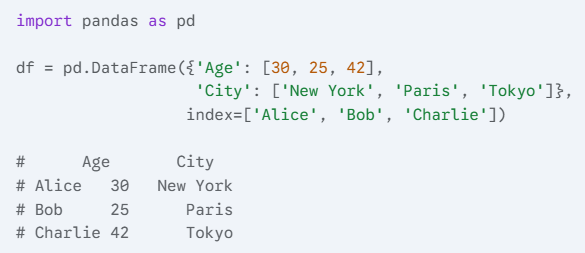 import pandas as pd
df = pd.DataFrame({'Age': [30, 25, 42],
                   'City': ['New York', 'Paris', 'Tokyo']},
                  index=['Alice', 'Bob', 'Charlie'])
#      Age       City
# Alice   30   New York
# Bob     25      Paris
# Charlie 42      Tokyo